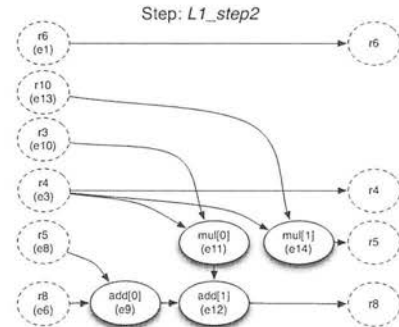 Step: L1_step2
r6
(e1)
r6
r10
(e13)
r3
(e10)
r4
(e3)
r4
r5
(e8)
mul[0]
(e11)
mul[1]
(e14)
r5
r8
(e6)
add[0]
(e9)
add[1]
(e12)
r8